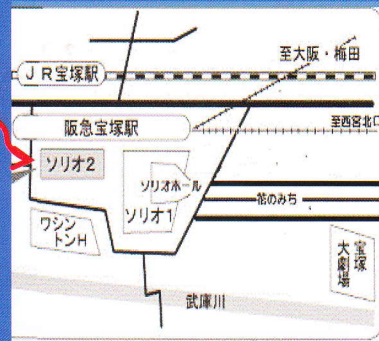 JR宝塚駅
至大阪・梅田
阪急宝塚駅
至西宮北口
ソリオ2
ソリオホール
ソリオ1
花のみち
ワシン
トンH
宝塚
大劇場
武庫川